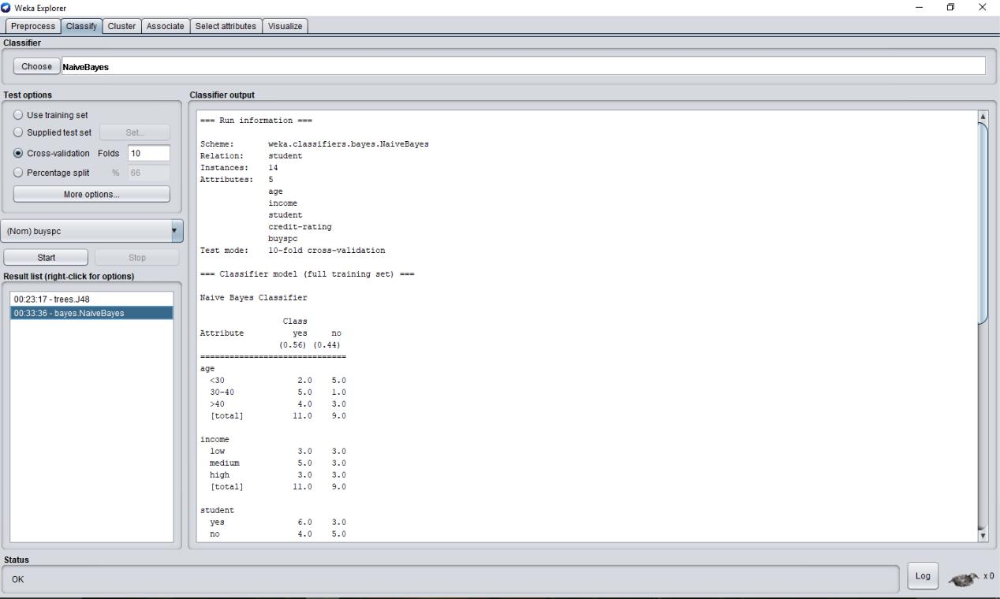 Weka Explorer
Preprocess Classify Cluster Associate Select attributes Visualize
Classifier
Choose NaiveBayes
Test options
Use training set
Supplied test set Set...
Cross-validation Folds 10
Percentage split % 66
More options...
(Nom) buyspc
Start Stop
Result list (right-click for options)
00:23:17 - trees.J48
00:33:36 - bayes.NaiveBayes
Classifier output
=== Run information ===
Scheme: weka.classifiers.bayes.NaiveBayes
Relation: student
Instances: 14
Attributes: 5
age
income
student
credit-rating
buyspc
Test mode: 10-fold cross-validation
=== Classifier model (full training set) ===
Naive Bayes Classifier
Class
Attribute yes no
(0.56) (0.44)
==============================
age
<30 2.0 5.0
30-40 5.0 1.0
>40 4.0 3.0
[total] 11.0 9.0
income
low 3.0 3.0
medium 5.0 3.0
high 3.0 3.0
[total] 11.0 9.0
student
yes 6.0 3.0
no 4.0 5.0
Status
OK
Log x 0